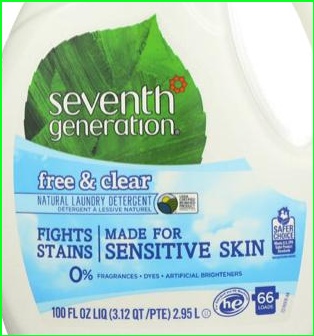 seventh
generation.
free & clear
NATURAL LAUNDRY DETERGENT
DÉTERGENT À LESSIVE NATUREL
FIGHTS STAINS
MADE FOR SENSITIVE SKIN
SAFER
CHOICE
0% FRAGRANCES • DYES • ARTIFICIAL BRIGHTENERS
100 FL OZ LIQ (3.12 QT /PTE) 2.95 L
he
66
LOADS